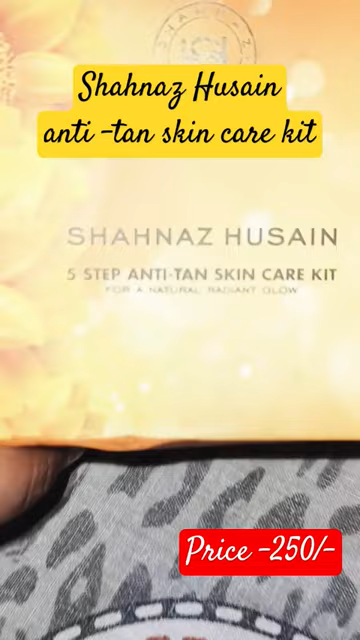 Shahnaz Husain
anti -tan skin care kit
SHAHNAZ HUSAIN
5 STEP ANTI-TAN SKIN CARE KIT
FOR A NATURAL RADIANT GLOW
Price -250/-